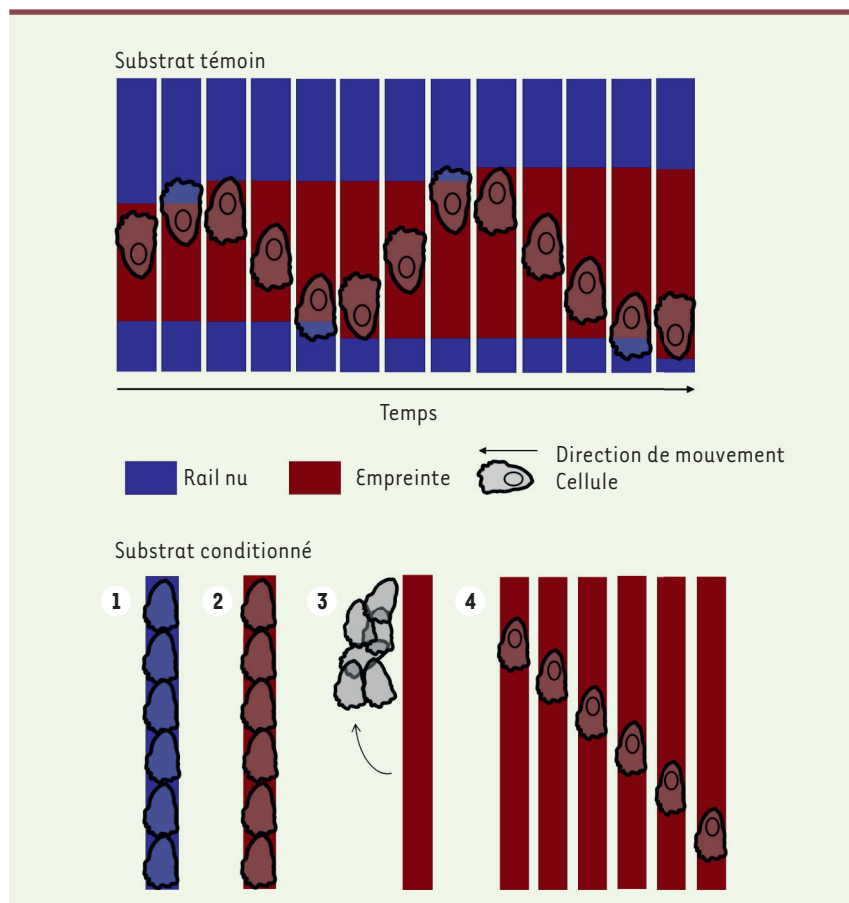 Substrat témoin
Temps
Rail nu
Empreinte
Direction de mouvement
Cellule
Substrat conditionné
1
2
3
4